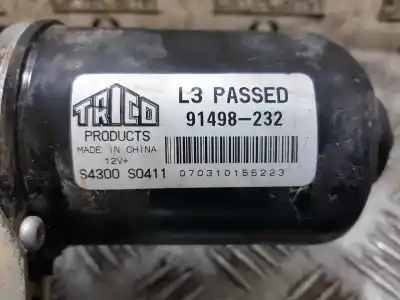 TRICO
PRODUCTS
L3 PASSED
91498-232
MADE IN CHINA
12V+
S4300 S0411
070310155223